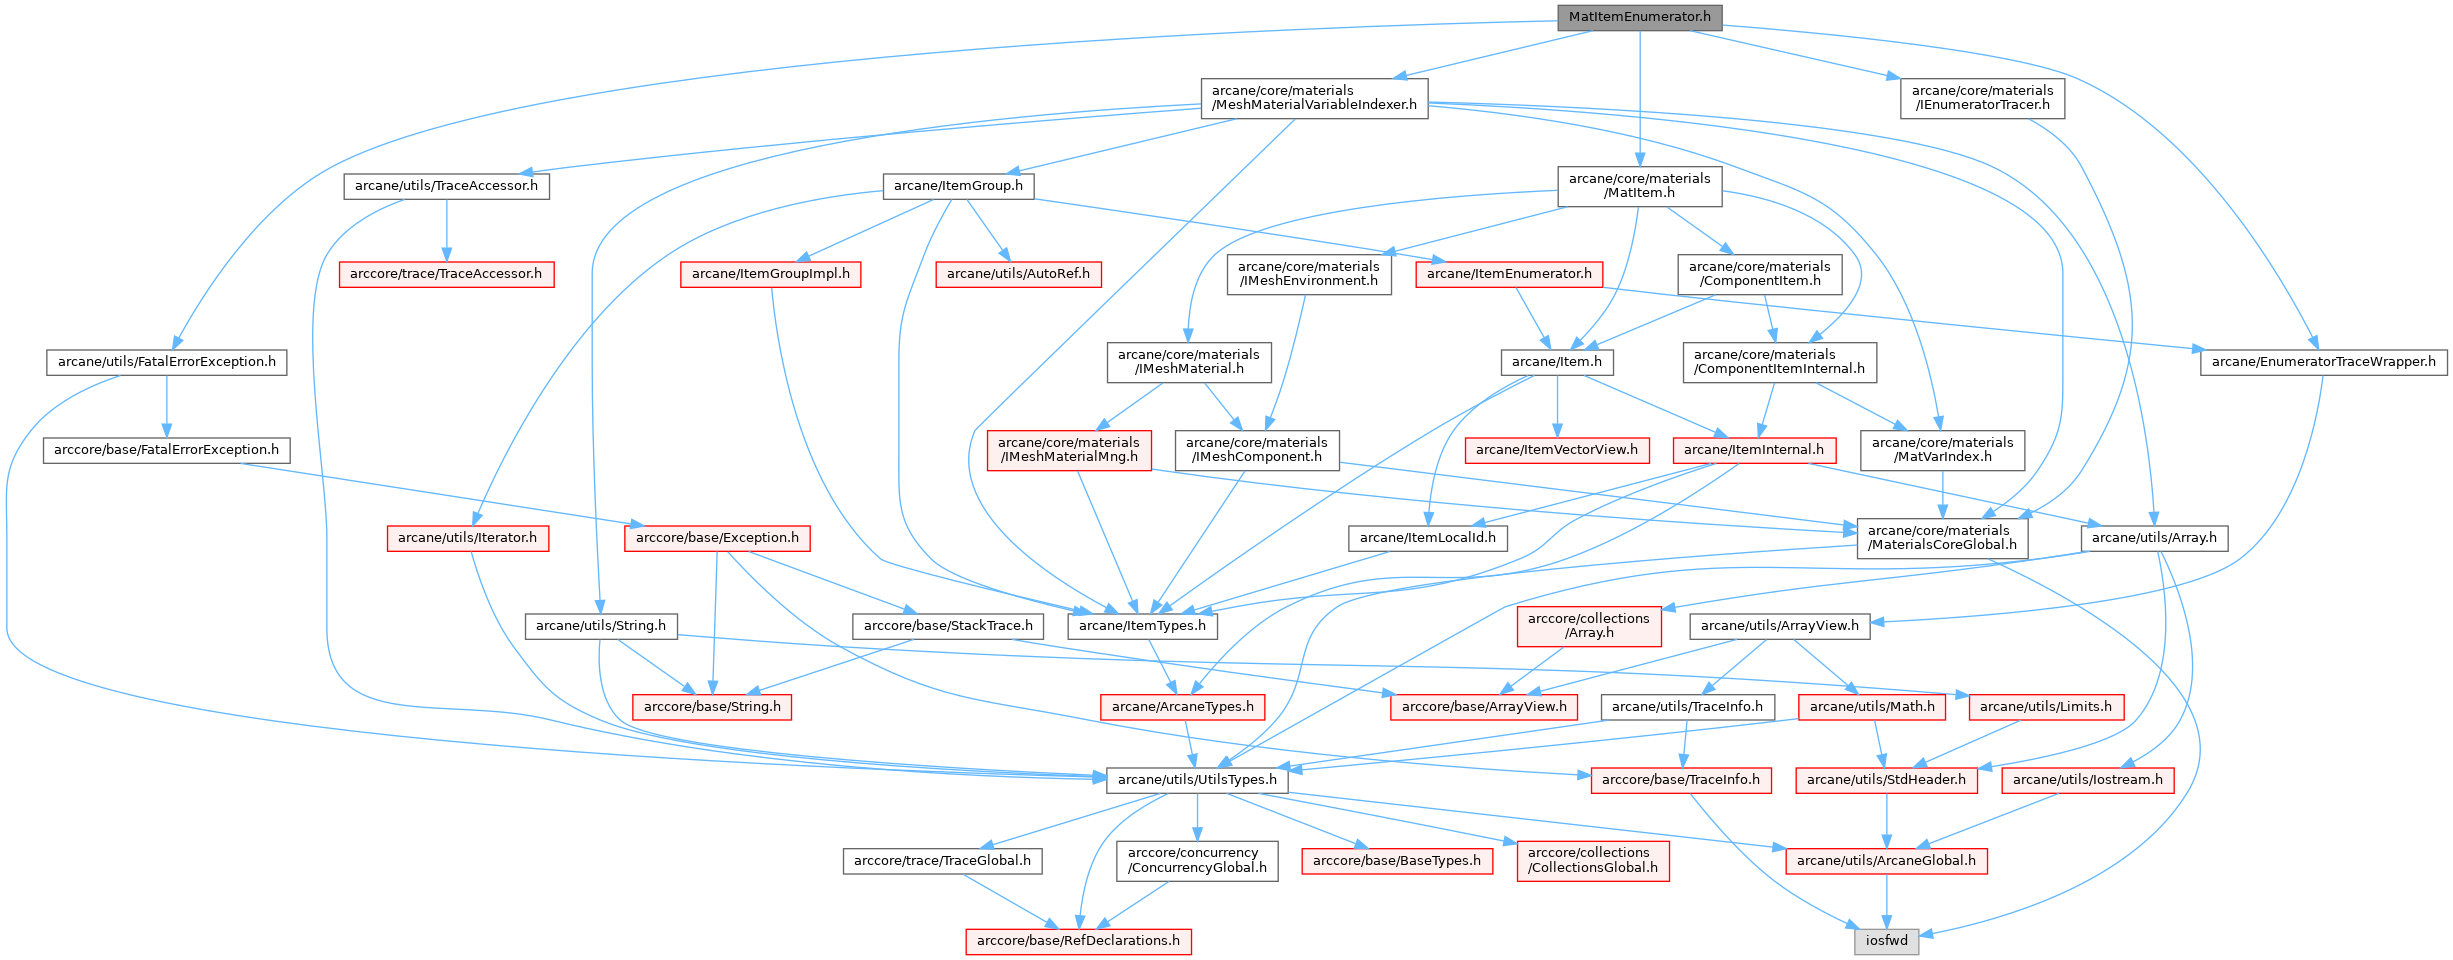 MatItemEnumerator.h
arcane/core/materials
/MeshMaterialVariableIndexer.h
arcane/core/materials
/IEnumeratorTracer.h
arcane/utils/TraceAccessor.h
arcane/ItemGroup.h
arcane/core/materials
/MatItem.h
arccore/trace/TraceAccessor.h
arcane/ItemGroupImpl.h
arcane/utils/AutoRef.h
arcane/core/materials
/IMeshEnvironment.h
arcane/ItemEnumerator.h
arcane/core/materials
/ComponentItem.h
arcane/utils/FatalErrorException.h
arcane/core/materials
/IMeshMaterial.h
arcane/Item.h
arcane/core/materials
/ComponentItemInternal.h
arcane/EnumeratorTraceWrapper.h
arccore/base/FatalErrorException.h
arcane/core/materials
/IMeshMaterialMng.h
arcane/core/materials
/IMeshComponent.h
arcane/ItemVectorView.h
arcane/ItemInternal.h
arcane/core/materials
/MatVarIndex.h
arcane/utils/Iterator.h
arccore/base/Exception.h
arcane/ItemLocalId.h
arcane/core/materials
/MaterialsCoreGlobal.h
arcane/utils/Array.h
arcane/utils/String.h
arccore/base/StackTrace.h
arcane/ItemTypes.h
arccore/collections
/Array.h
arcane/utils/ArrayView.h
arccore/base/String.h
arcane/ArcaneTypes.h
arccore/base/ArrayView.h
arcane/utils/TraceInfo.h
arcane/utils/Math.h
arcane/utils/Limits.h
arcane/utils/UtilsTypes.h
arccore/base/TraceInfo.h
arcane/utils/StdHeader.h
arcane/utils/Iostream.h
arccore/trace/TraceGlobal.h
arccore/concurrency
/ConcurrencyGlobal.h
arccore/base/BaseTypes.h
arccore/collections
/CollectionsGlobal.h
arcane/utils/ArcaneGlobal.h
arccore/base/RefDeclarations.h
iosfwd